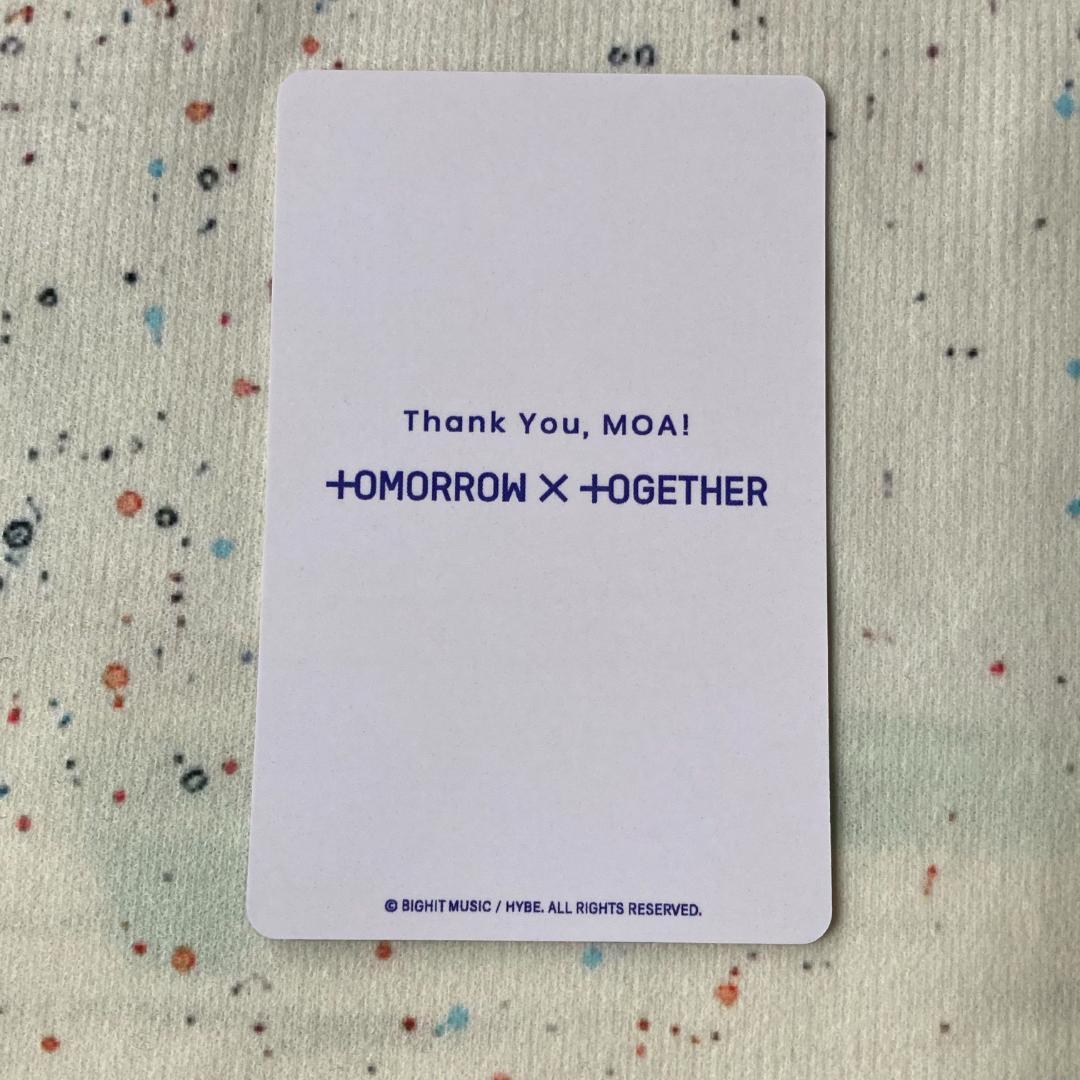 Thank You, MOA!
TOMORROW X TOGETHER
© BIGHIT MUSIC / HYBE. ALL RIGHTS RESERVED.